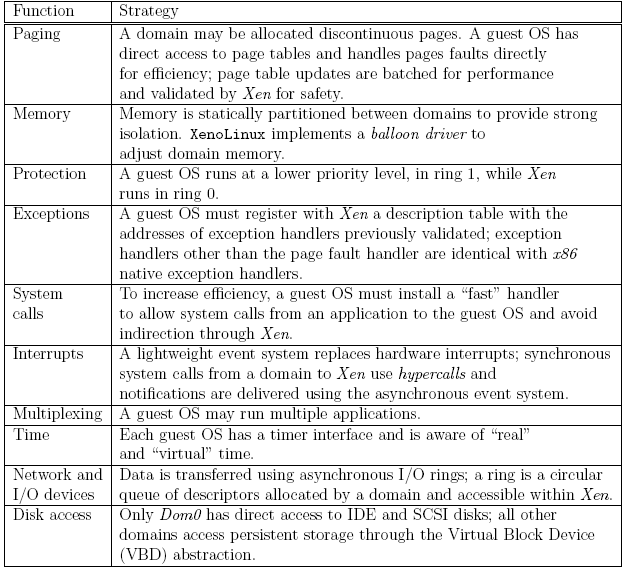 Function Strategy
Paging A domain may be allocated discontinuous pages. A guest OS has
direct access to page tables and handles pages faults directly
for efficiency; page table updates are batched for performance
and validated by Xen for safety.
Memory Memory is statically partitioned between domains to provide strong
isolation. XenoLinux implements a balloon driver to
adjust domain memory.
Protection A guest OS runs at a lower priority level, in ring 1, while Xen
runs in ring 0.
Exceptions A guest OS must register with Xen a description table with the
addresses of exception handlers previously validated; exception
handlers other than the page fault handler are identical with x86
native exception handlers.
System To increase efficiency, a guest OS must install a “fast” handler
calls to allow system calls from an application to the guest OS and avoid
indirection through Xen.
Interrupts A lightweight event system replaces hardware interrupts; synchronous
system calls from a domain to Xen use hypercalls and
notifications are delivered using the asynchronous event system.
Multiplexing A guest OS may run multiple applications.
Time Each guest OS has a timer interface and is aware of “real”
and “virtual” time.
Network and Data is transferred using asynchronous I/O rings; a ring is a circular
I/O devices queue of descriptors allocated by a domain and accessible within Xen.
Disk access Only Dom0 has direct access to IDE and SCSI disks; all other
domains access persistent storage through the Virtual Block Device
(VBD) abstraction.